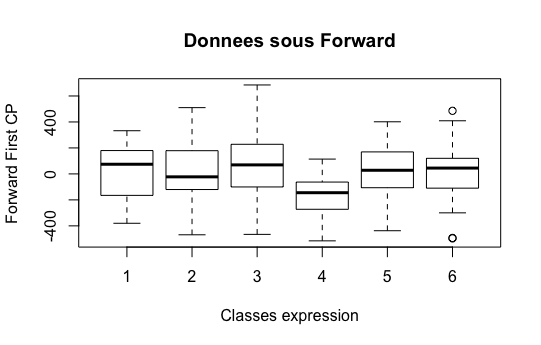 Donnees sous Forward
Forward First CP
400
0
-400
1 2 3 4 5 6
Classes expression